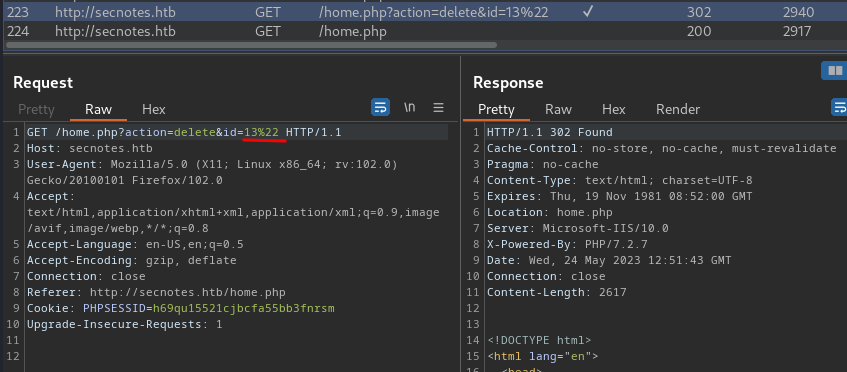 223 http://secnotes.htb GET /home.php?action=delete&id=13%22 ✓ 302 2940
224 http://secnotes.htb GET /home.php 200 2917
Request
Pretty Raw Hex \n
1 GET /home.php?action=delete&id=13%22 HTTP/1.1
2 Host: secnotes.htb
3 User-Agent: Mozilla/5.0 (X11; Linux x86_64; rv:102.0)
Gecko/20100101 Firefox/102.0
4 Accept:
text/html,application/xhtml+xml,application/xml;q=0.9,image
/avif,image/webp,*/*;q=0.8
5 Accept-Language: en-US,en;q=0.5
6 Accept-Encoding: gzip, deflate
7 Connection: close
8 Referer: http://secnotes.htb/home.php
9 Cookie: PHPSESSID=h69qu15521cjbcfa55bb3fnrsm
10 Upgrade-Insecure-Requests: 1
11
12
Response
Pretty Raw Hex Render
1 HTTP/1.1 302 Found
2 Cache-Control: no-store, no-cache, must-revalidate
3 Pragma: no-cache
4 Content-Type: text/html; charset=UTF-8
5 Expires: Thu, 19 Nov 1981 08:52:00 GMT
6 Location: home.php
7 Server: Microsoft-IIS/10.0
8 X-Powered-By: PHP/7.2.7
9 Date: Wed, 24 May 2023 12:51:43 GMT
10 Connection: close
11 Content-Length: 2617
12
13
14 <!DOCTYPE html>
15 <html lang="en">
16 <head>